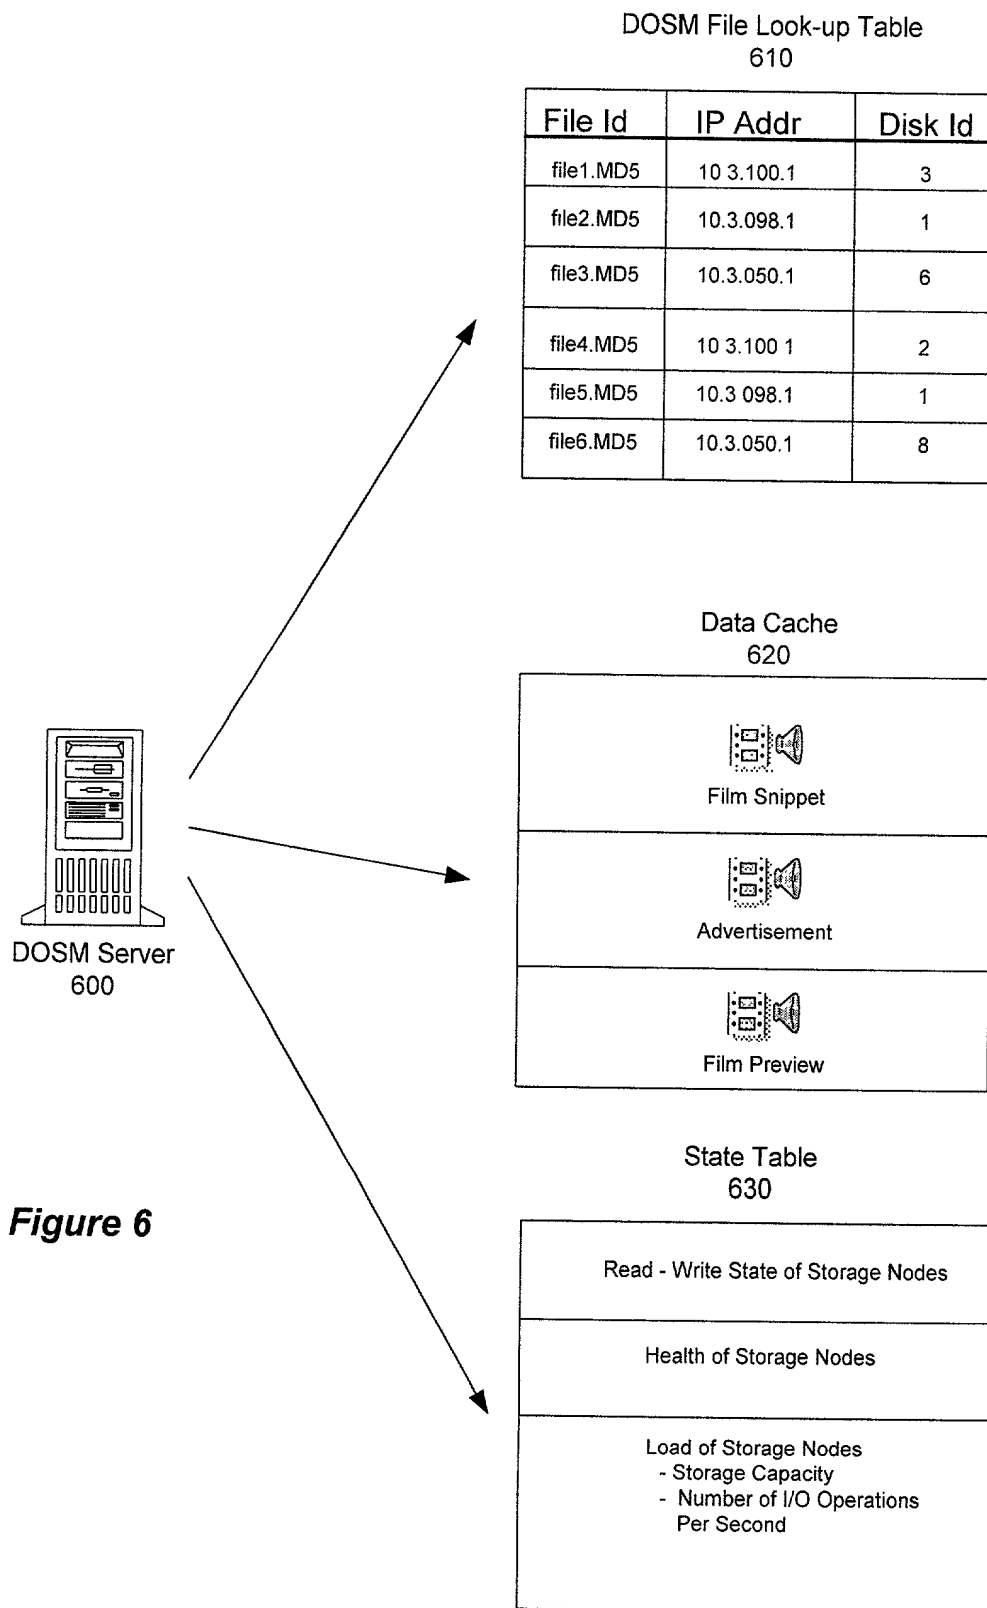 DOSM File Look-up Table
610
File Id IP Addr Disk Id
file1.MD5 10 3.100.1 3
file2.MD5 10.3.098.1 1
file3.MD5 10.3.050.1 6
file4.MD5 10 3.100 1 2
file5.MD5 10.3 098.1 1
file6.MD5 10.3.050.1 8
Data Cache
620
Film Snippet
Advertisement
Film Preview
DOSM Server
600
State Table
630
Read - Write State of Storage Nodes
Health of Storage Nodes
Load of Storage Nodes
- Storage Capacity
- Number of I/O Operations
Per Second
Figure 6